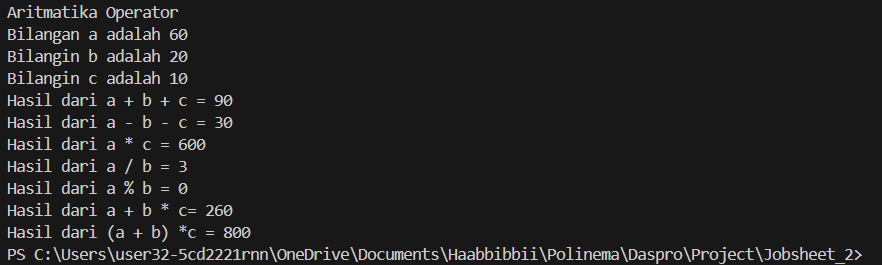 Aritmatika Operator
Bilangan a adalah 60
Bilangin b adalah 20
Bilangin c adalah 10
Hasil dari a + b + c = 90
Hasil dari a - b - c = 30
Hasil dari a * c = 600
Hasil dari a / b = 3
Hasil dari a % b = 0
Hasil dari a + b * c= 260
Hasil dari (a + b) *c = 800
PS C:\Users\user32-5cd2221rnn\OneDrive\Documents\Haabbibbii\Polinema\Daspro\Project\Jobsheet_2>